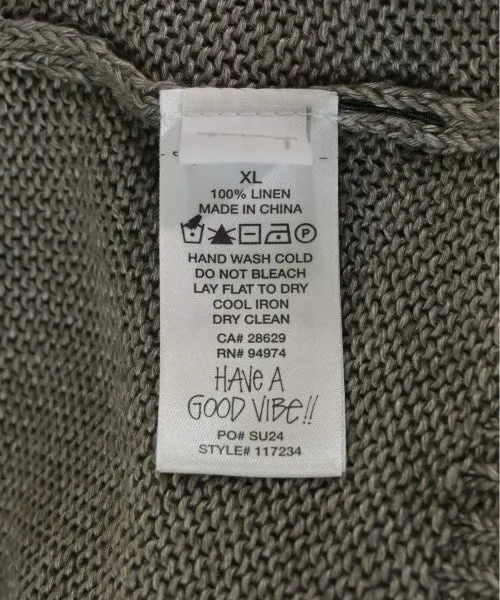 XL
100% LINEN
MADE IN CHINA
P
HAND WASH COLD
DO NOT BLEACH
LAY FLAT TO DRY
COOL IRON
DRY CLEAN
CA# 28629
RN# 94974
HAVE A
GOOD VIBE!!
PO# SU24
STYLE# 117234